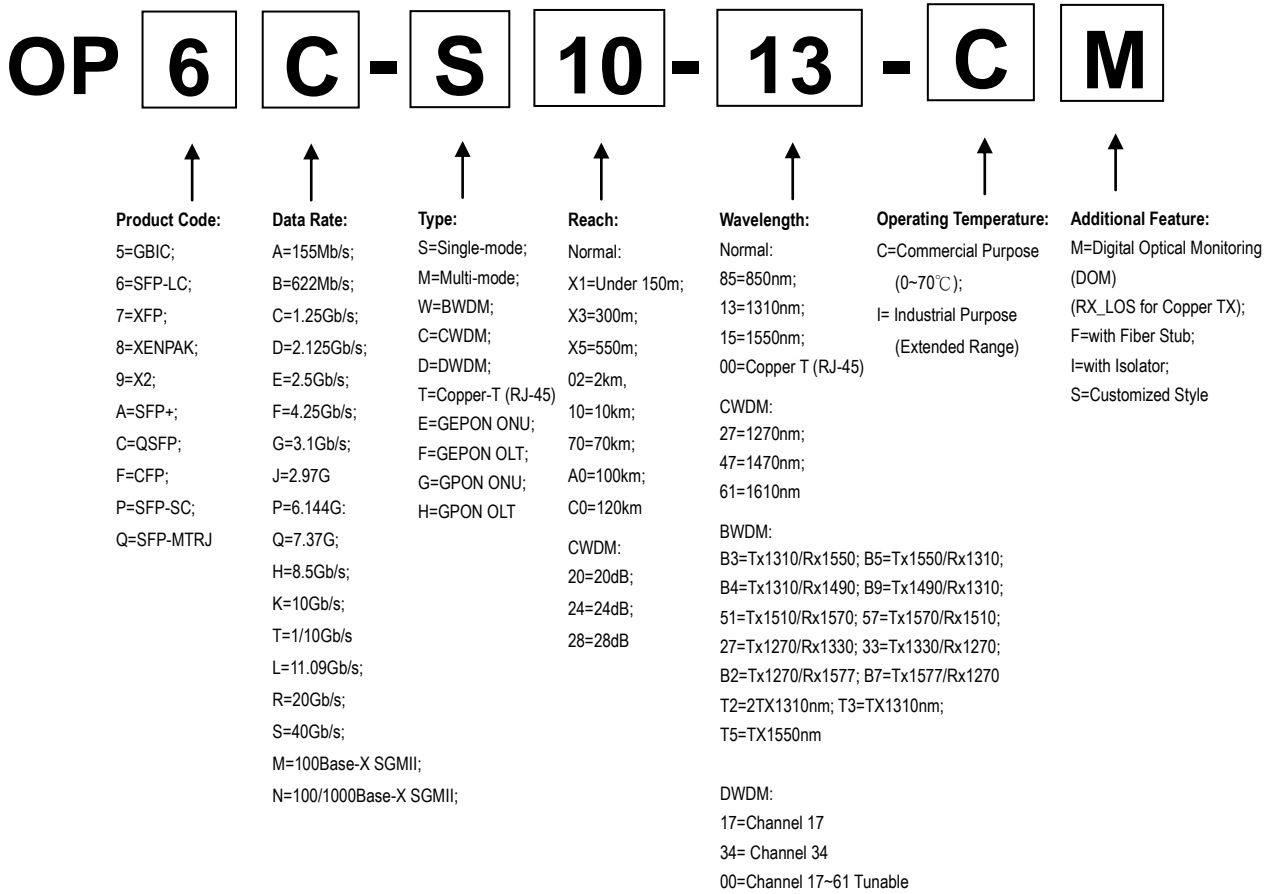 OP 6 C - S 10 - 13 - C M
Product Code:
5=GBIC;
6=SFP-LC;
7=XFP;
8=XENPAK;
9=X2;
A=SFP+;
C=QSFP;
F=CFP;
P=SFP-SC;
Q=SFP-MTRJ
Data Rate:
A=155Mb/s;
B=622Mb/s;
C=1.25Gb/s;
D=2.125Gb/s;
E=2.5Gb/s;
F=4.25Gb/s;
G=3.1Gb/s;
J=2.97G
P=6.144G:
Q=7.37G;
H=8.5Gb/s;
K=10Gb/s;
T=1/10Gb/s
L=11.09Gb/s;
R=20Gb/s;
S=40Gb/s;
M=100Base-X SGMII;
N=100/1000Base-X SGMII;
Type:
S=Single-mode;
M=Multi-mode;
W=BWDM;
C=CWDM;
D=DWDM;
T=Copper-T (RJ-45)
E=GEPON ONU;
F=GEPON OLT;
G=GPON ONU;
H=GPON OLT
Reach:
Normal:
X1=Under 150m;
X3=300m;
X5=550m;
02=2km,
10=10km;
70=70km;
A0=100km;
C0=120km
CWDM:
20=20dB;
24=24dB;
28=28dB
Wavelength:
Normal:
85=850nm;
13=1310nm;
15=1550nm;
00=Copper T (RJ-45)
CWDM:
27=1270nm;
47=1470nm;
61=1610nm
BWDM:
B3=Tx1310/Rx1550; B5=Tx1550/Rx1310;
B4=Tx1310/Rx1490; B9=Tx1490/Rx1310;
51=Tx1510/Rx1570; 57=Tx1570/Rx1510;
27=Tx1270/Rx1330; 33=Tx1330/Rx1270;
B2=Tx1270/Rx1577; B7=Tx1577/Rx1270
T2=2TX1310nm; T3=TX1310nm;
T5=TX1550nm
DWDM:
17=Channel 17
34= Channel 34
00=Channel 17~61 Tunable
Operating Temperature:
C=Commercial Purpose
(0~70℃);
I= Industrial Purpose
(Extended Range)
Additional Feature:
M=Digital Optical Monitoring
(DOM)
(RX_LOS for Copper TX);
F=with Fiber Stub;
I=with Isolator;
S=Customized Style